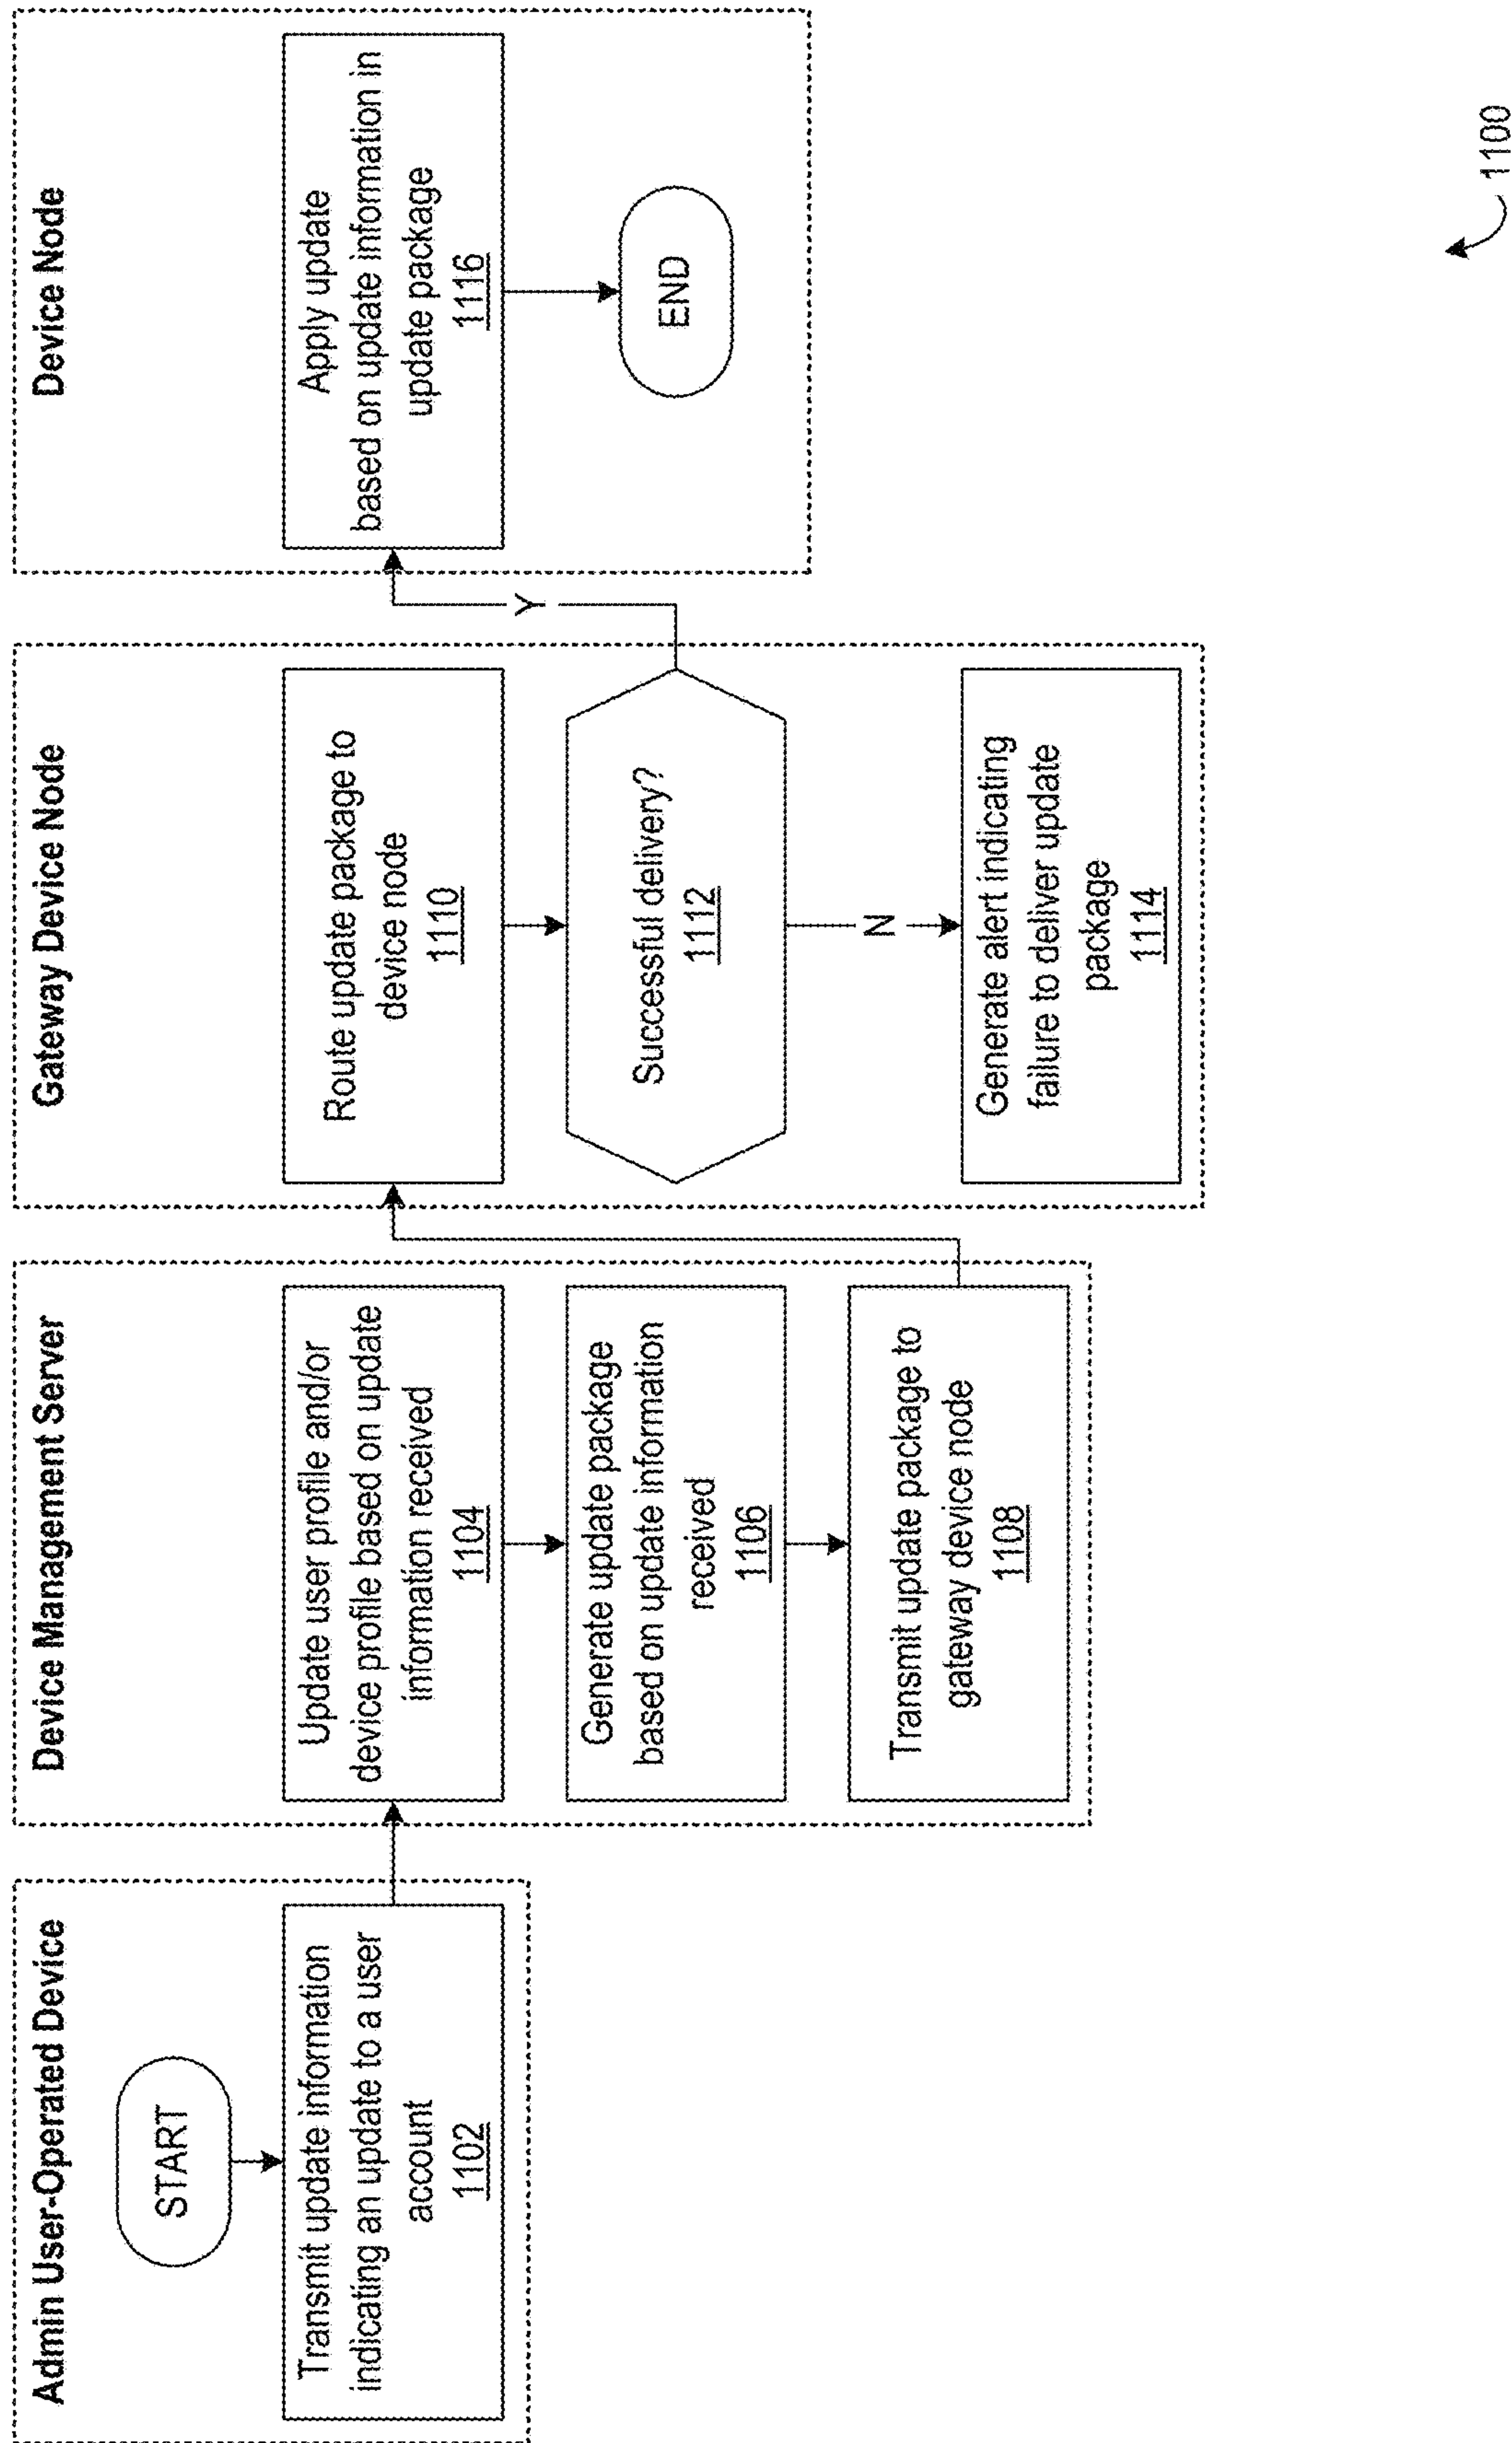 Admin User-Operated Device
START
Transmit update information
indicating an update to a user
account
1102
Device Management Server
Update user profile and/or
device profile based on update
information received
1104
Generate update package
based on update information
received
1106
Transmit update package to
gateway device node
1108
Gateway Device Node
Route update package to
device node
1110
Successful delivery?
1112
Y
N
Generate alert indicating
failure to deliver update
package
1114
Device Node
Apply update
based on update information in
update package
1116
END
1100